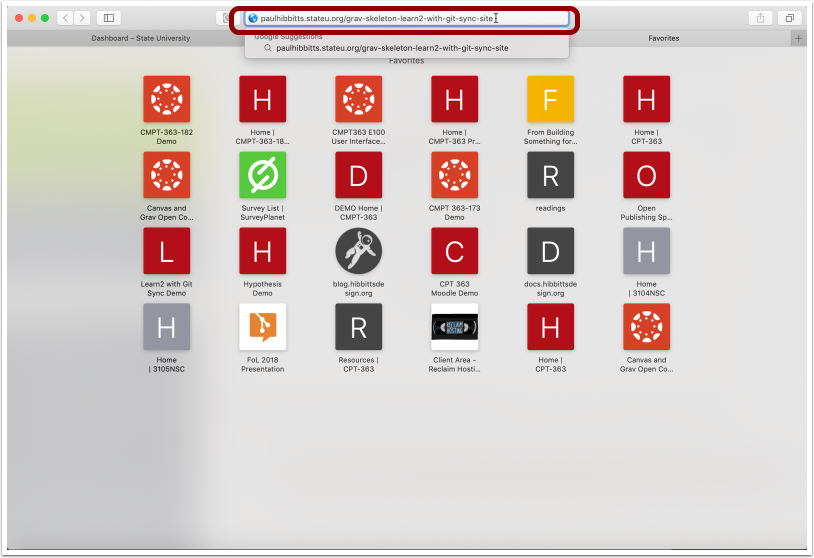 paulhibbitts.stateu.org/grav-skeleton-learn2-with-git-sync-site
Google Suggestions
paulhibbitts.stateu.org/grav-skeleton-learn2-with-git-sync-site
Dashboard – State University
Favorites
Favorites
H
H
F
H
CMPT-363-182
Demo
Home |
CMPT-363-18...
CMPT363 E100
User Interface...
Home |
CMPT-363 Pr...
From Building
Something for...
Home |
CPT-363
D
R
O
Canvas and
Grav Open Co...
Survey List |
SurveyPlanet
DEMO Home |
CMPT-363
CMPT 363-173
Demo
readings
Open
Publishing Sp...
L
H
C
D
H
Learn2 with Git
Sync Demo
Hypothesis
Demo
blog.hibbittsde
sign.org
CPT 363
Moodle Demo
docs.hibbittsde
sign.org
Home
| 3104NSC
H
R
RECLAIM
HOSTING
H
Home
| 3105NSC
FoL 2018
Presentation
Resources |
CPT-363
Client Area -
Reclaim Hosti...
Home |
CPT-363
Canvas and
Grav Open Co...